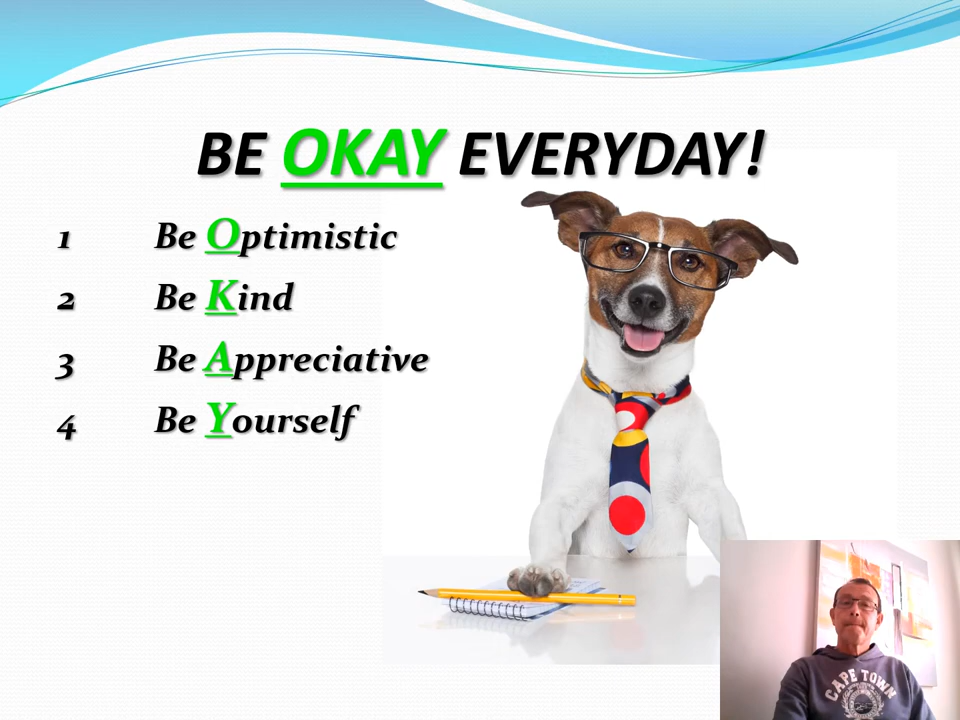 BE OKAY EVERYDAY!
1 Be Optimistic
2 Be Kind
3 Be Appreciative
4 Be Yourself
CAPE TOWN